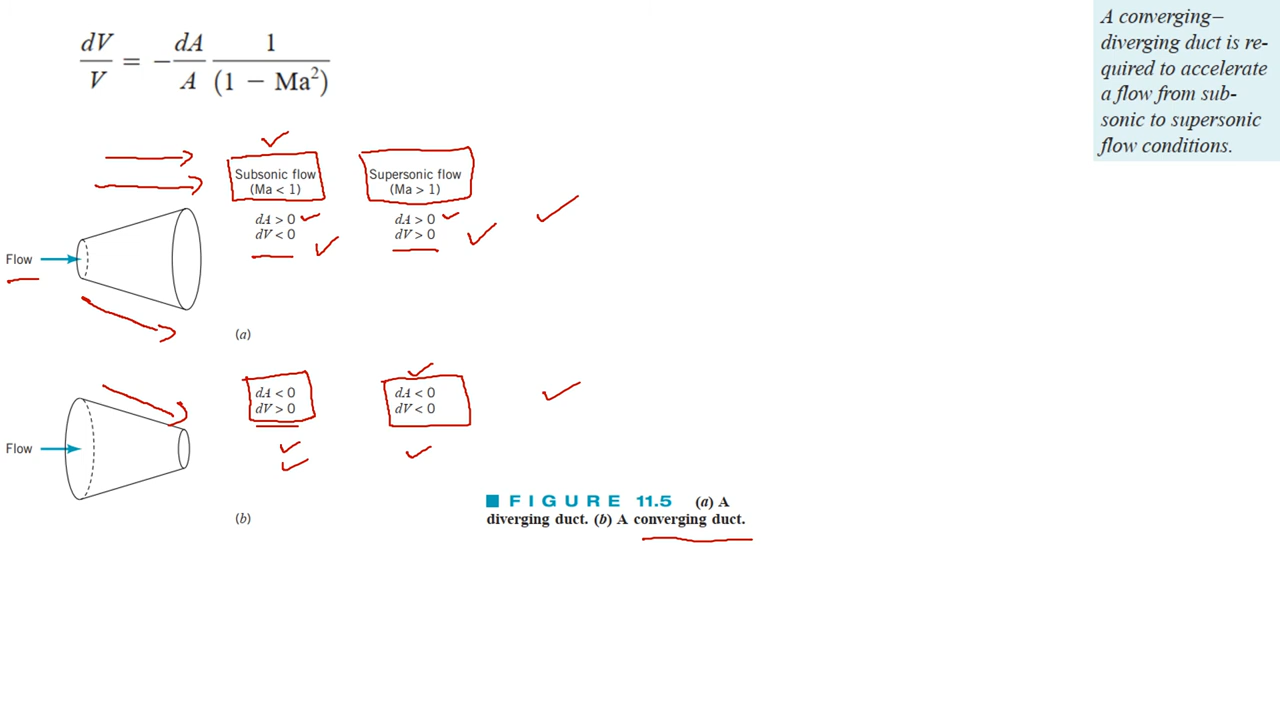 dV/V = −dA/A 1/(1 − Ma²)
A converging–
diverging duct is re-
quired to accelerate
a flow from sub-
sonic to supersonic
flow conditions.
Subsonic flow
(Ma < 1)
Supersonic flow
(Ma > 1)
dA > 0
dV < 0
dA > 0
dV > 0
Flow
(a)
dA < 0
dV > 0
dA < 0
dV < 0
Flow
(b)
FIGURE 11.5 (a) A
diverging duct. (b) A converging duct.